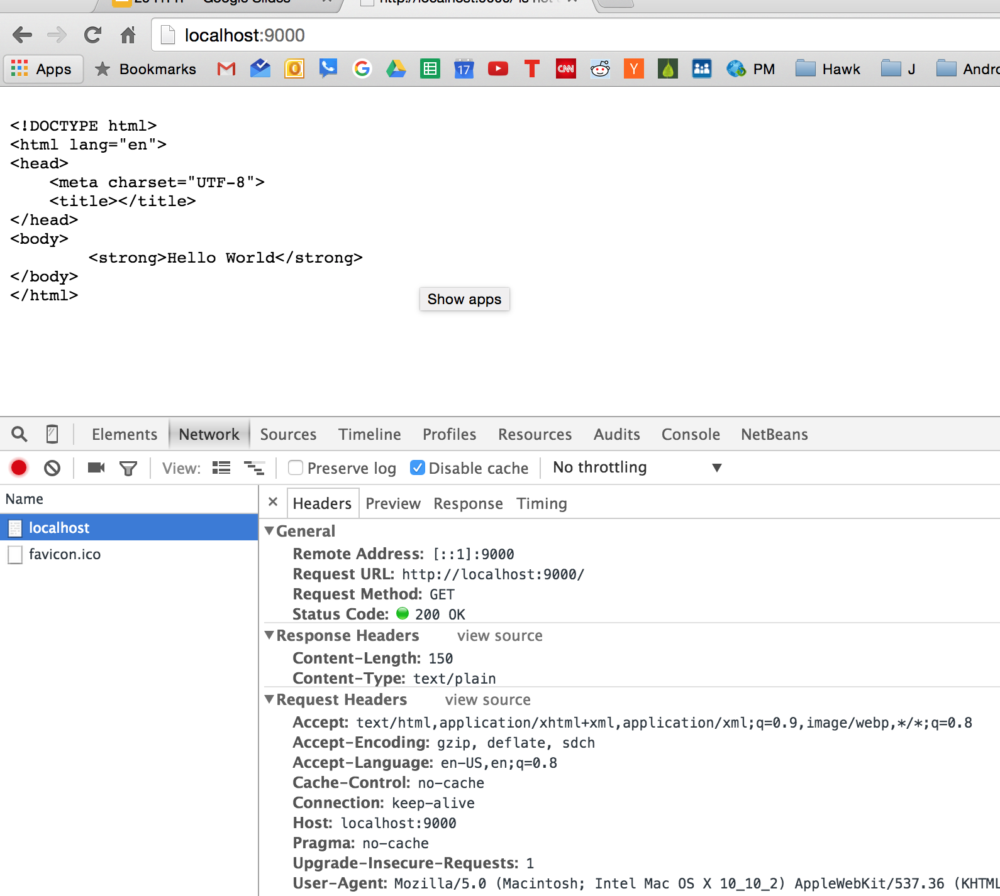 Google Slides
http://localhost:9000/ is not
localhost:9000
Apps Bookmarks 17 CNN Y PM Hawk J Andro
<!DOCTYPE html>
<html lang="en">
<head>
    <meta charset="UTF-8">
    <title></title>
</head>
<body>
        <strong>Hello World</strong>
</body>
</html>
Show apps
Elements Network Sources Timeline Profiles Resources Audits Console NetBeans
View: Preserve log Disable cache No throttling
Name
localhost
favicon.ico
Headers Preview Response Timing
General
Remote Address: [::1]:9000
Request URL: http://localhost:9000/
Request Method: GET
Status Code: 200 OK
Response Headers view source
Content-Length: 150
Content-Type: text/plain
Request Headers view source
Accept: text/html,application/xhtml+xml,application/xml;q=0.9,image/webp,*/*;q=0.8
Accept-Encoding: gzip, deflate, sdch
Accept-Language: en-US,en;q=0.8
Cache-Control: no-cache
Connection: keep-alive
Host: localhost:9000
Pragma: no-cache
Upgrade-Insecure-Requests: 1
User-Agent: Mozilla/5.0 (Macintosh; Intel Mac OS X 10_10_2) AppleWebKit/537.36 (KHTML